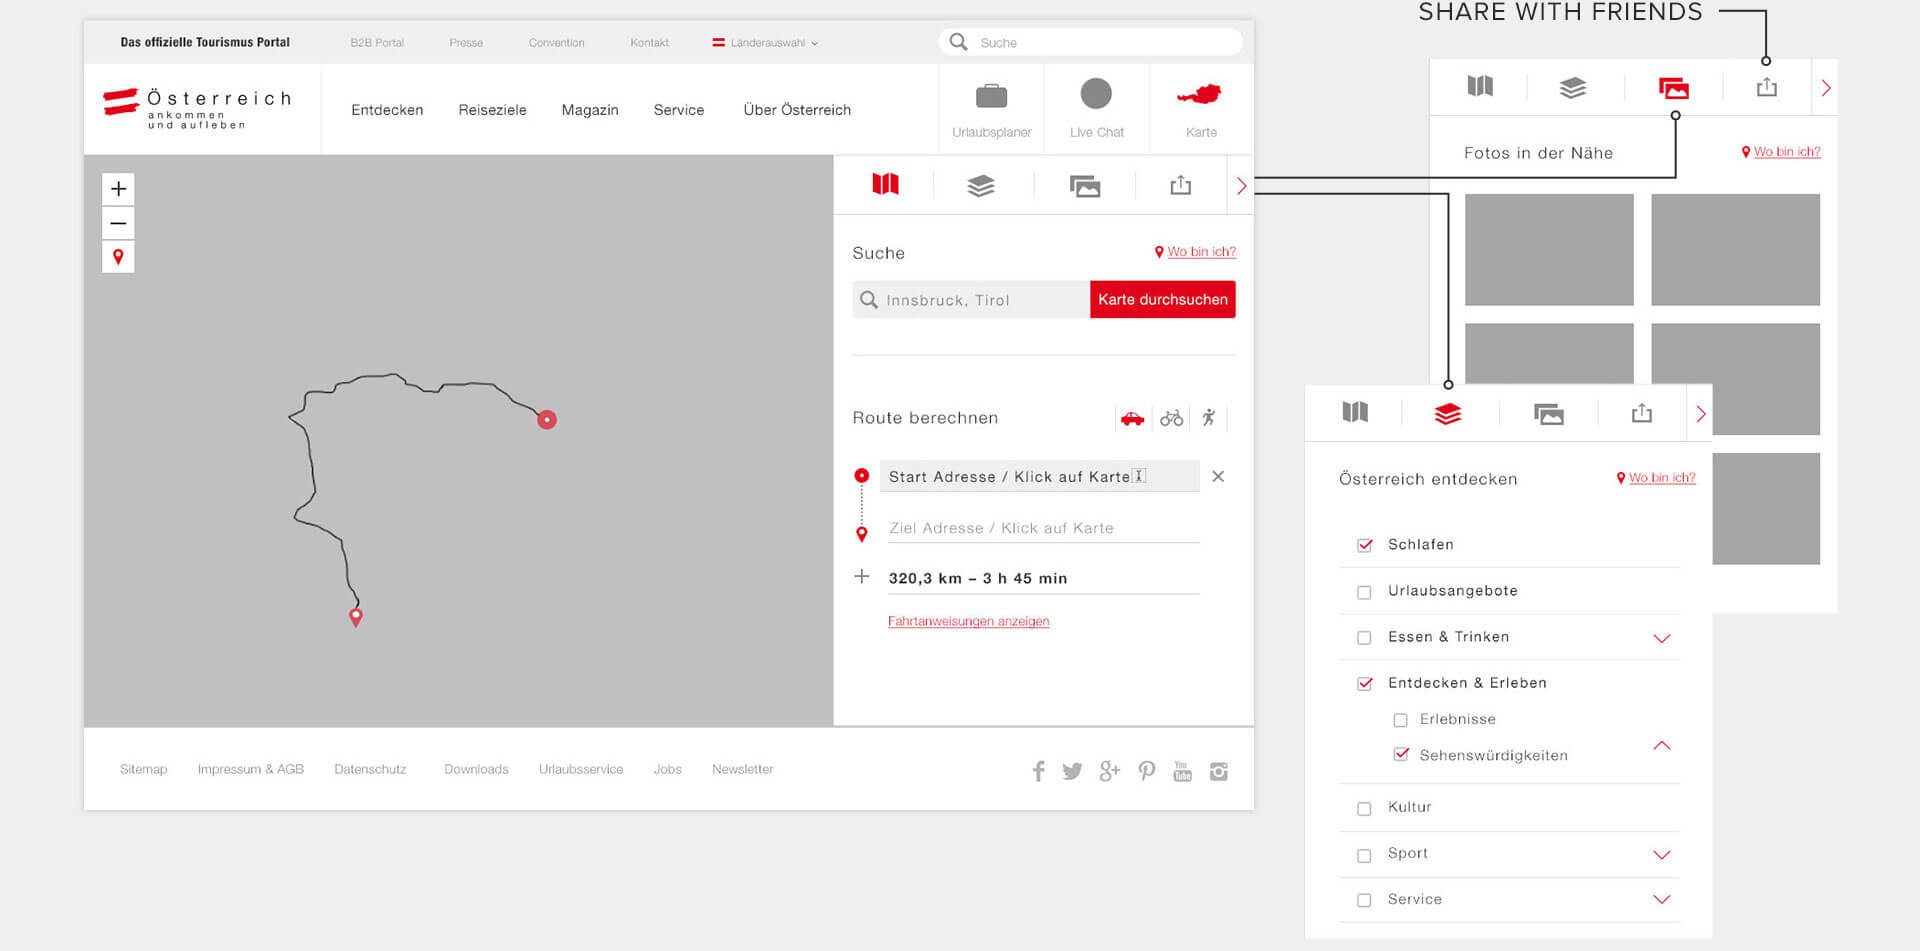 SHARE WITH FRIENDS
Das offizielle Tourismus Portal
B2B Portal
Presse
Convention
Kontakt
Länderauswahl
Suche
Österreich
ankommen
und aufleben
Entdecken
Reiseziele
Magazin
Service
Über Österreich
Urlaubsplaner
Live Chat
Karte
Suche
Wo bin ich?
Innsbruck, Tirol
Karte durchsuchen
Route berechnen
Start Adresse / Klick auf Karte
Ziel Adresse / Klick auf Karte
320,3 km – 3 h 45 min
Fahrtanweisungen anzeigen
Sitemap
Impressum & AGB
Datenschutz
Downloads
Urlaubsservice
Jobs
Newsletter
You
Tube
Fotos in der Nähe
Wo bin ich?
Österreich entdecken
Wo bin ich?
Schlafen
Urlaubsangebote
Essen & Trinken
Entdecken & Erleben
Erlebnisse
Sehenswürdigkeiten
Kultur
Sport
Service